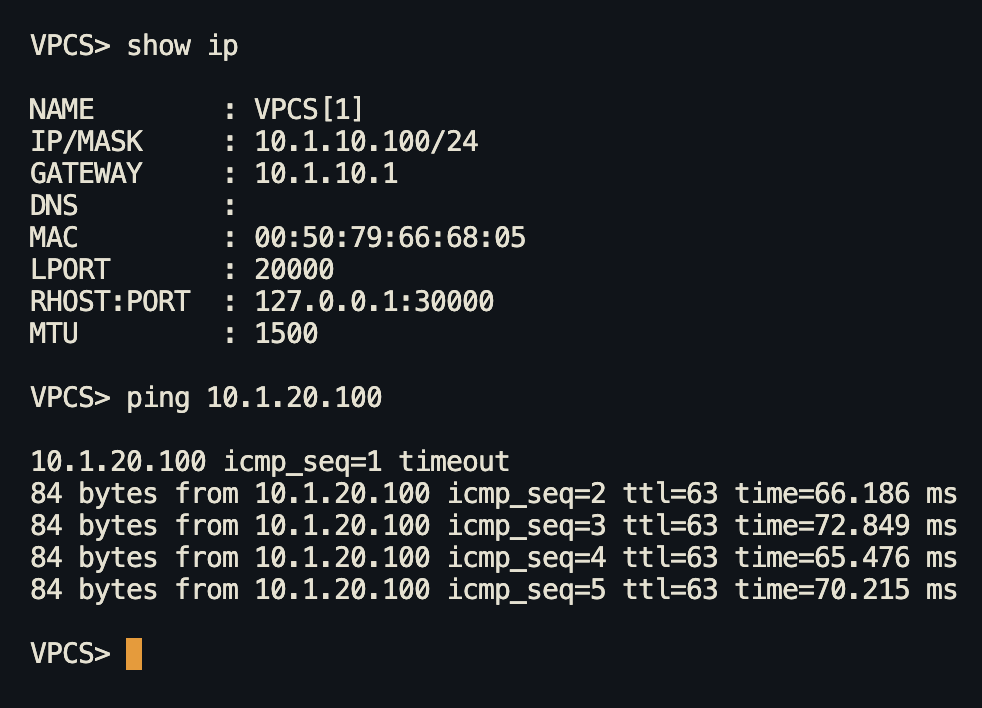 VPCS> show ip
NAME        : VPCS[1]
IP/MASK     : 10.1.10.100/24
GATEWAY     : 10.1.10.1
DNS         :
MAC         : 00:50:79:66:68:05
LPORT       : 20000
RHOST:PORT  : 127.0.0.1:30000
MTU         : 1500
VPCS> ping 10.1.20.100
10.1.20.100 icmp_seq=1 timeout
84 bytes from 10.1.20.100 icmp_seq=2 ttl=63 time=66.186 ms
84 bytes from 10.1.20.100 icmp_seq=3 ttl=63 time=72.849 ms
84 bytes from 10.1.20.100 icmp_seq=4 ttl=63 time=65.476 ms
84 bytes from 10.1.20.100 icmp_seq=5 ttl=63 time=70.215 ms
VPCS>